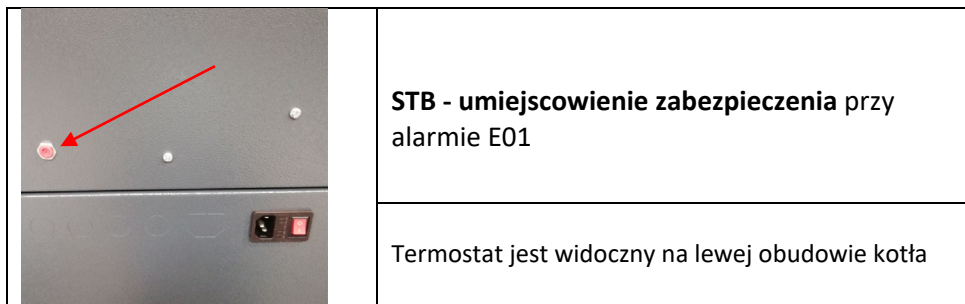 STB - umiejscowienie zabezpieczenia przy
alarmie E01
Termostat jest widoczny na lewej obudowie kotła